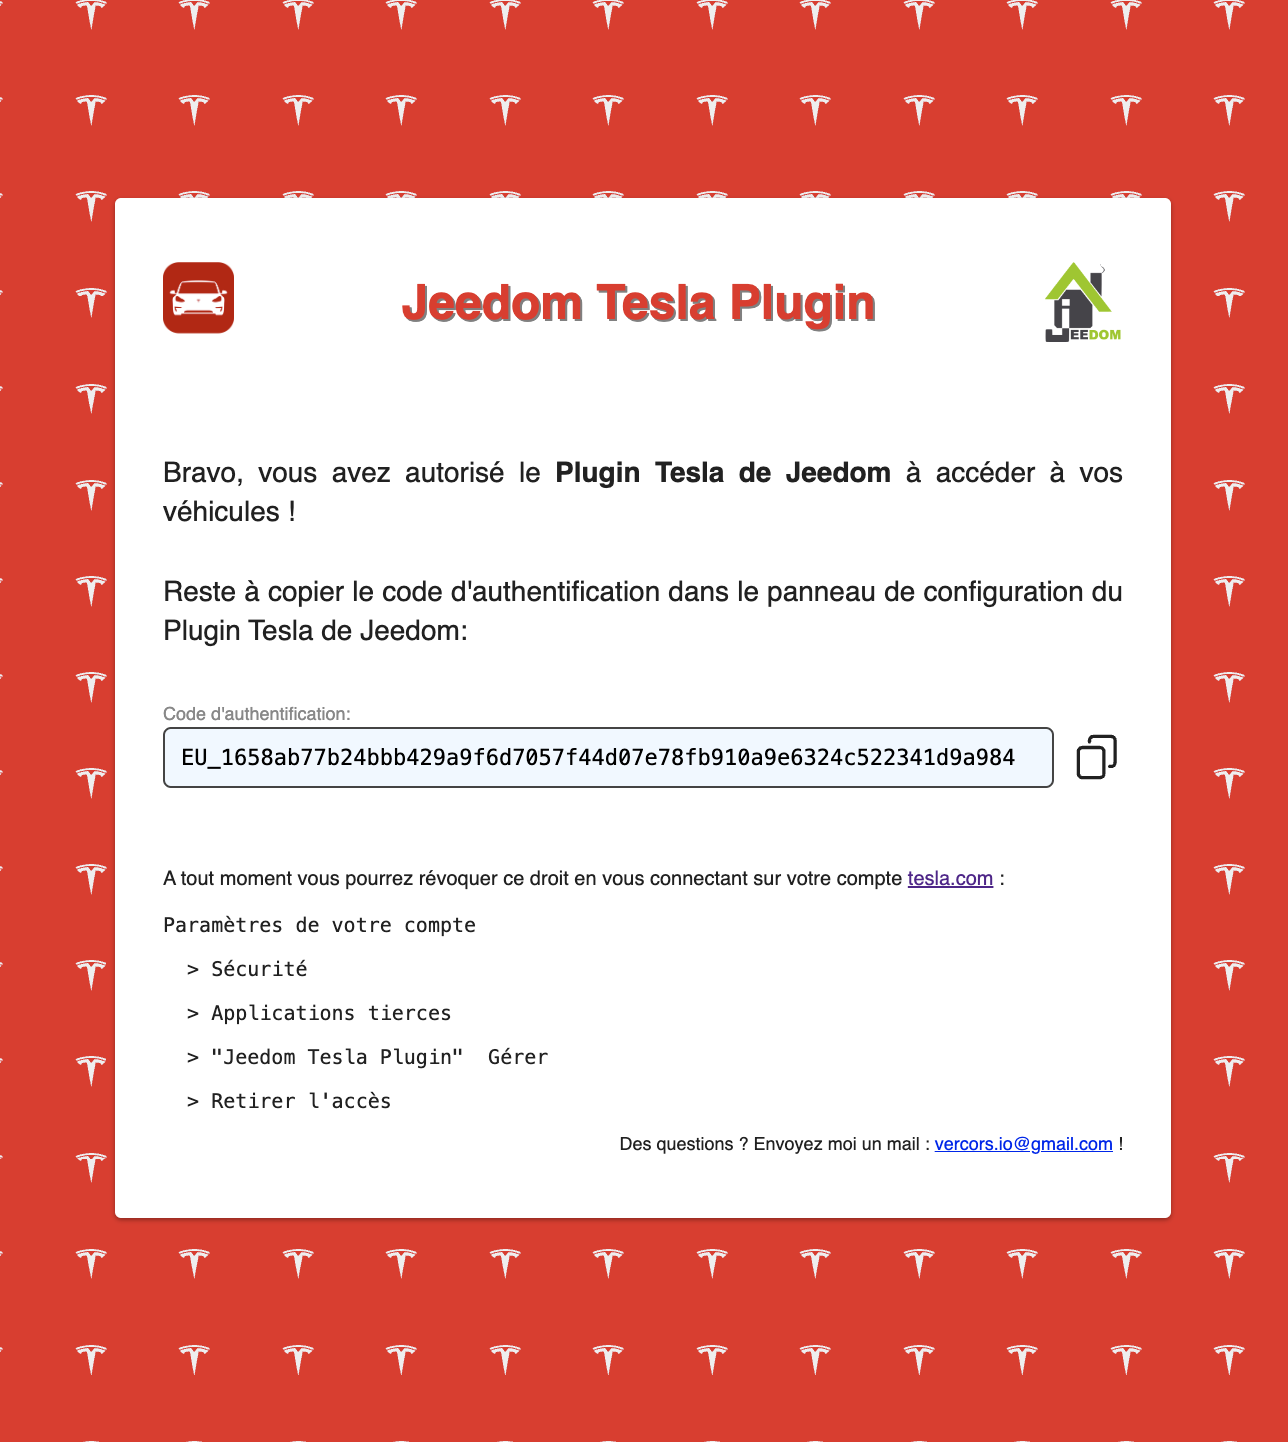 Jeedom Tesla Plugin
JEEDOM
Bravo, vous avez autorisé le Plugin Tesla de Jeedom à accéder à vos
véhicules !
Reste à copier le code d'authentification dans le panneau de configuration du
Plugin Tesla de Jeedom:
Code d'authentification:
EU_1658ab77b24bbb429a9f6d7057f44d07e78fb910a9e6324c522341d9a984
A tout moment vous pourrez révoquer ce droit en vous connectant sur votre compte tesla.com :
Paramètres de votre compte
> Sécurité
> Applications tierces
> "Jeedom Tesla Plugin"  Gérer
> Retirer l'accès
Des questions ? Envoyez moi un mail : vercors.io@gmail.com !